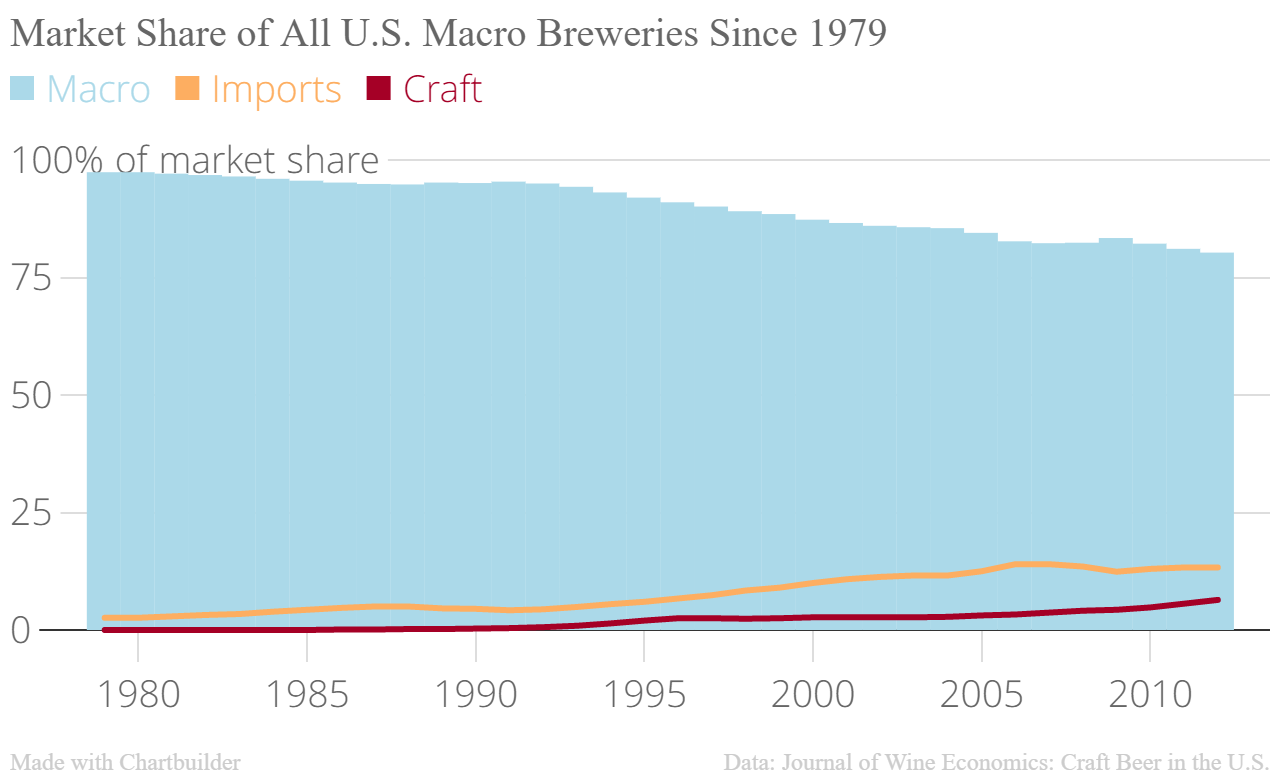 Market Share of All U.S. Macro Breweries Since 1979
Macro Imports Craft
100% of market share
75
50
25
0
1980 1985 1990 1995 2000 2005 2010
Made with Chartbuilder Data: Journal of Wine Economics: Craft Beer in the U.S.